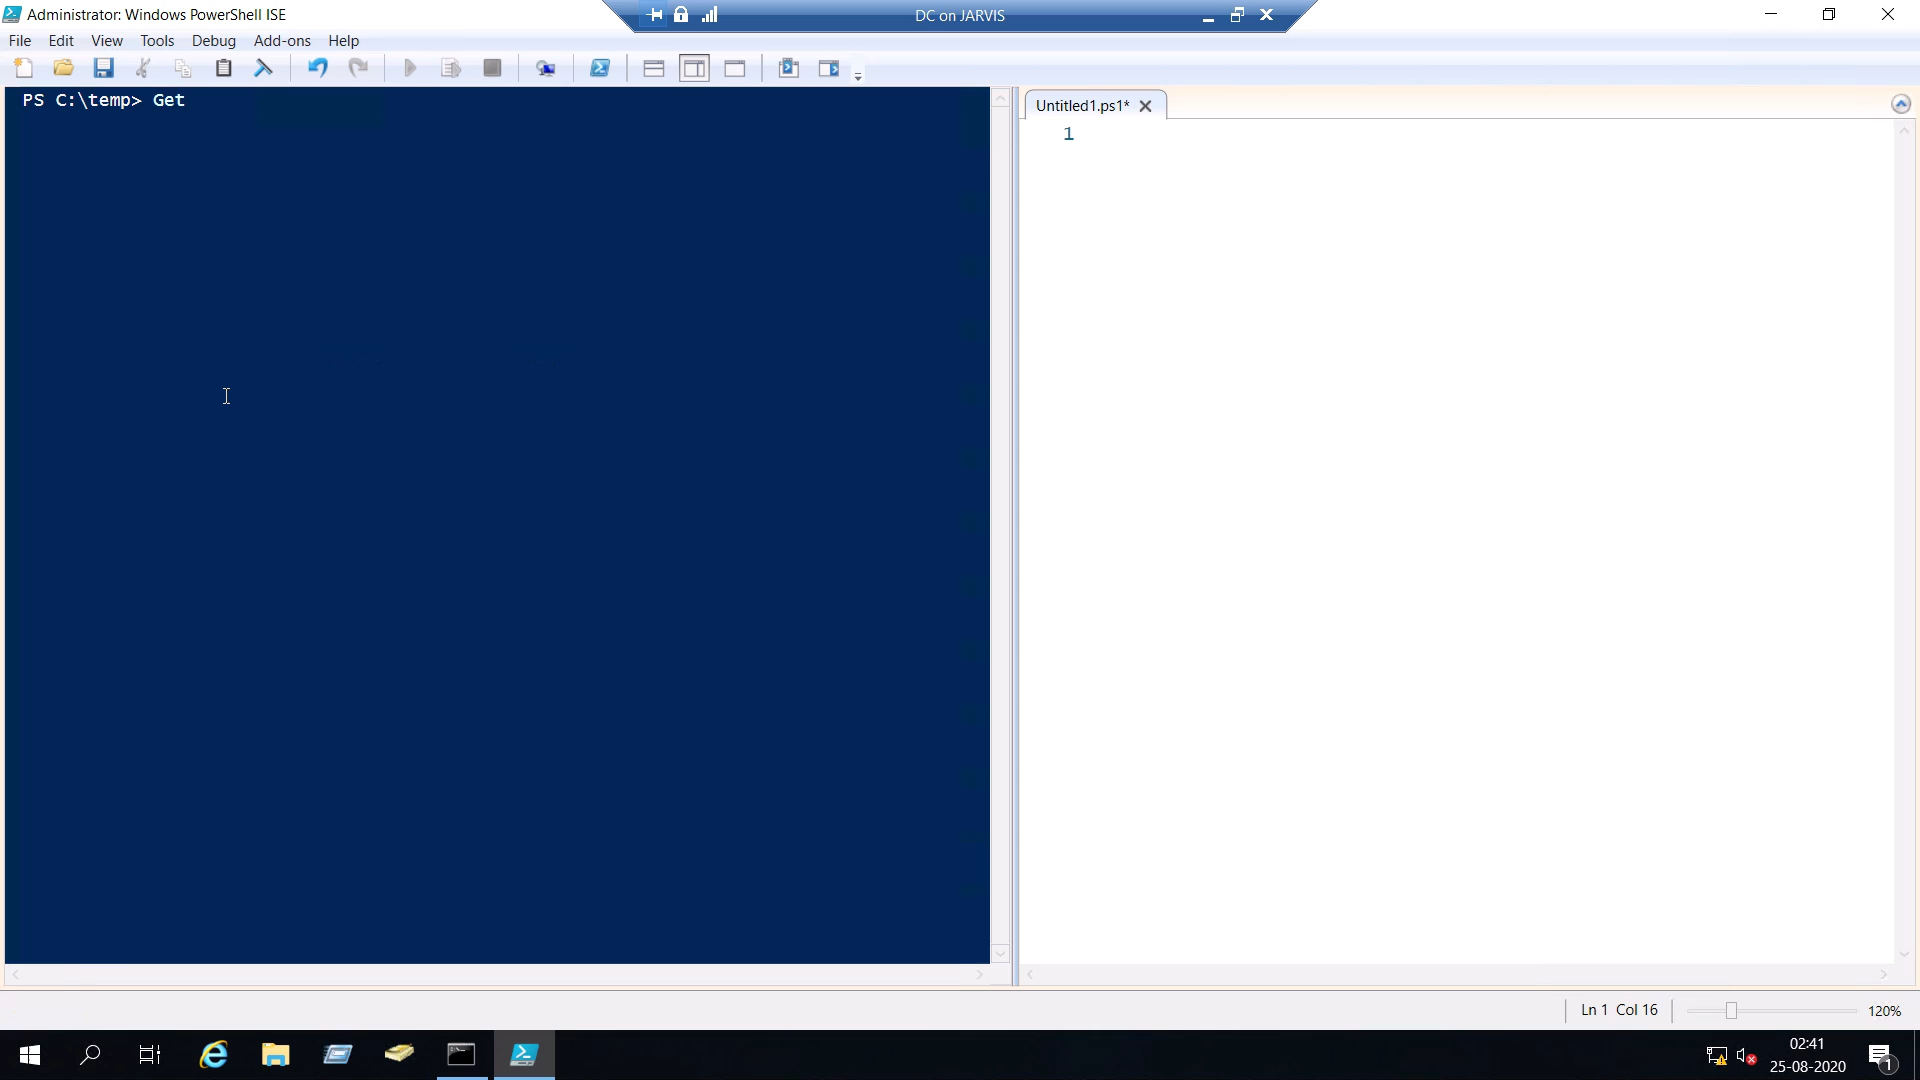 Administrator: Windows PowerShell ISE
DC on JARVIS
File Edit View Tools Debug Add-ons Help
PS C:\temp> Get
Untitled1.ps1*
1
Ln 1 Col 16
120%
02:41
25-08-2020
1